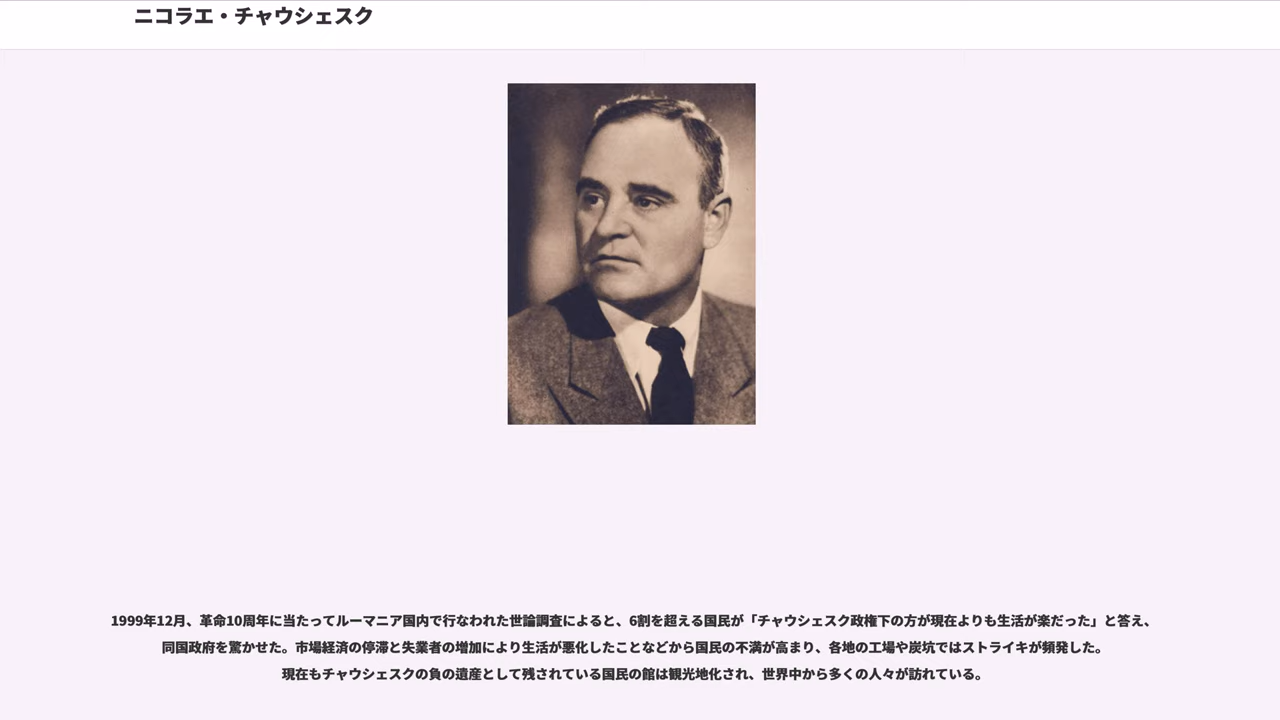 ニコラエ・チャウシェスク
1999年12月、革命10周年に当たってルーマニア国内で行なわれた世論調査によると、6割を超える国民が「チャウシェスク政権下の方が現在よりも生活が楽だった」と答え、
同国政府を驚かせた。市場経済の停滞と失業者の増加により生活が悪化したことなどから国民の不満が高まり、各地の工場や炭坑ではストライキが頻発した。
現在もチャウシェスクの負の遺産として残されている国民の館は観光地化され、世界中から多くの人々が訪れている。